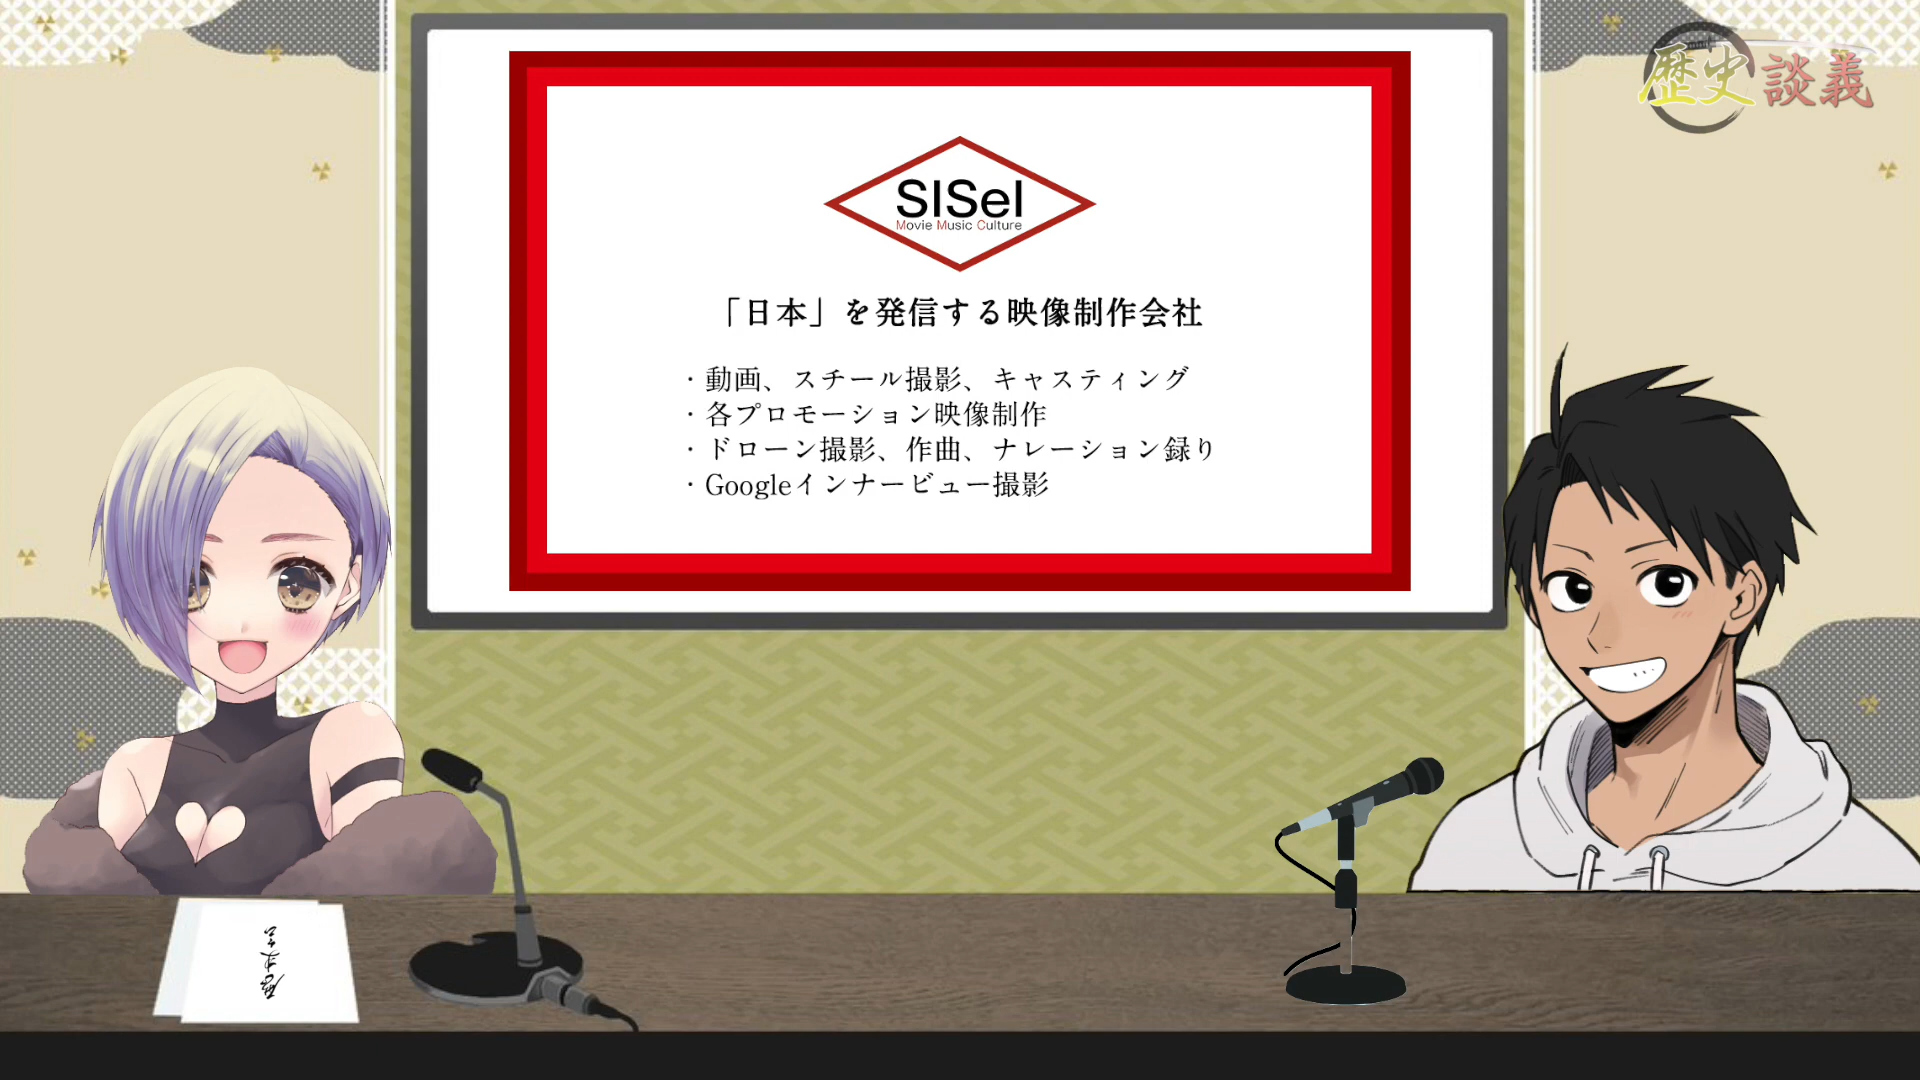 歴史談義
SISel
Movie Music Culture
「日本」を発信する映像制作会社
・動画、スチール撮影、キャスティング
・各プロモーション映像制作
・ドローン撮影、作曲、ナレーション録り
・Googleインナービュー撮影